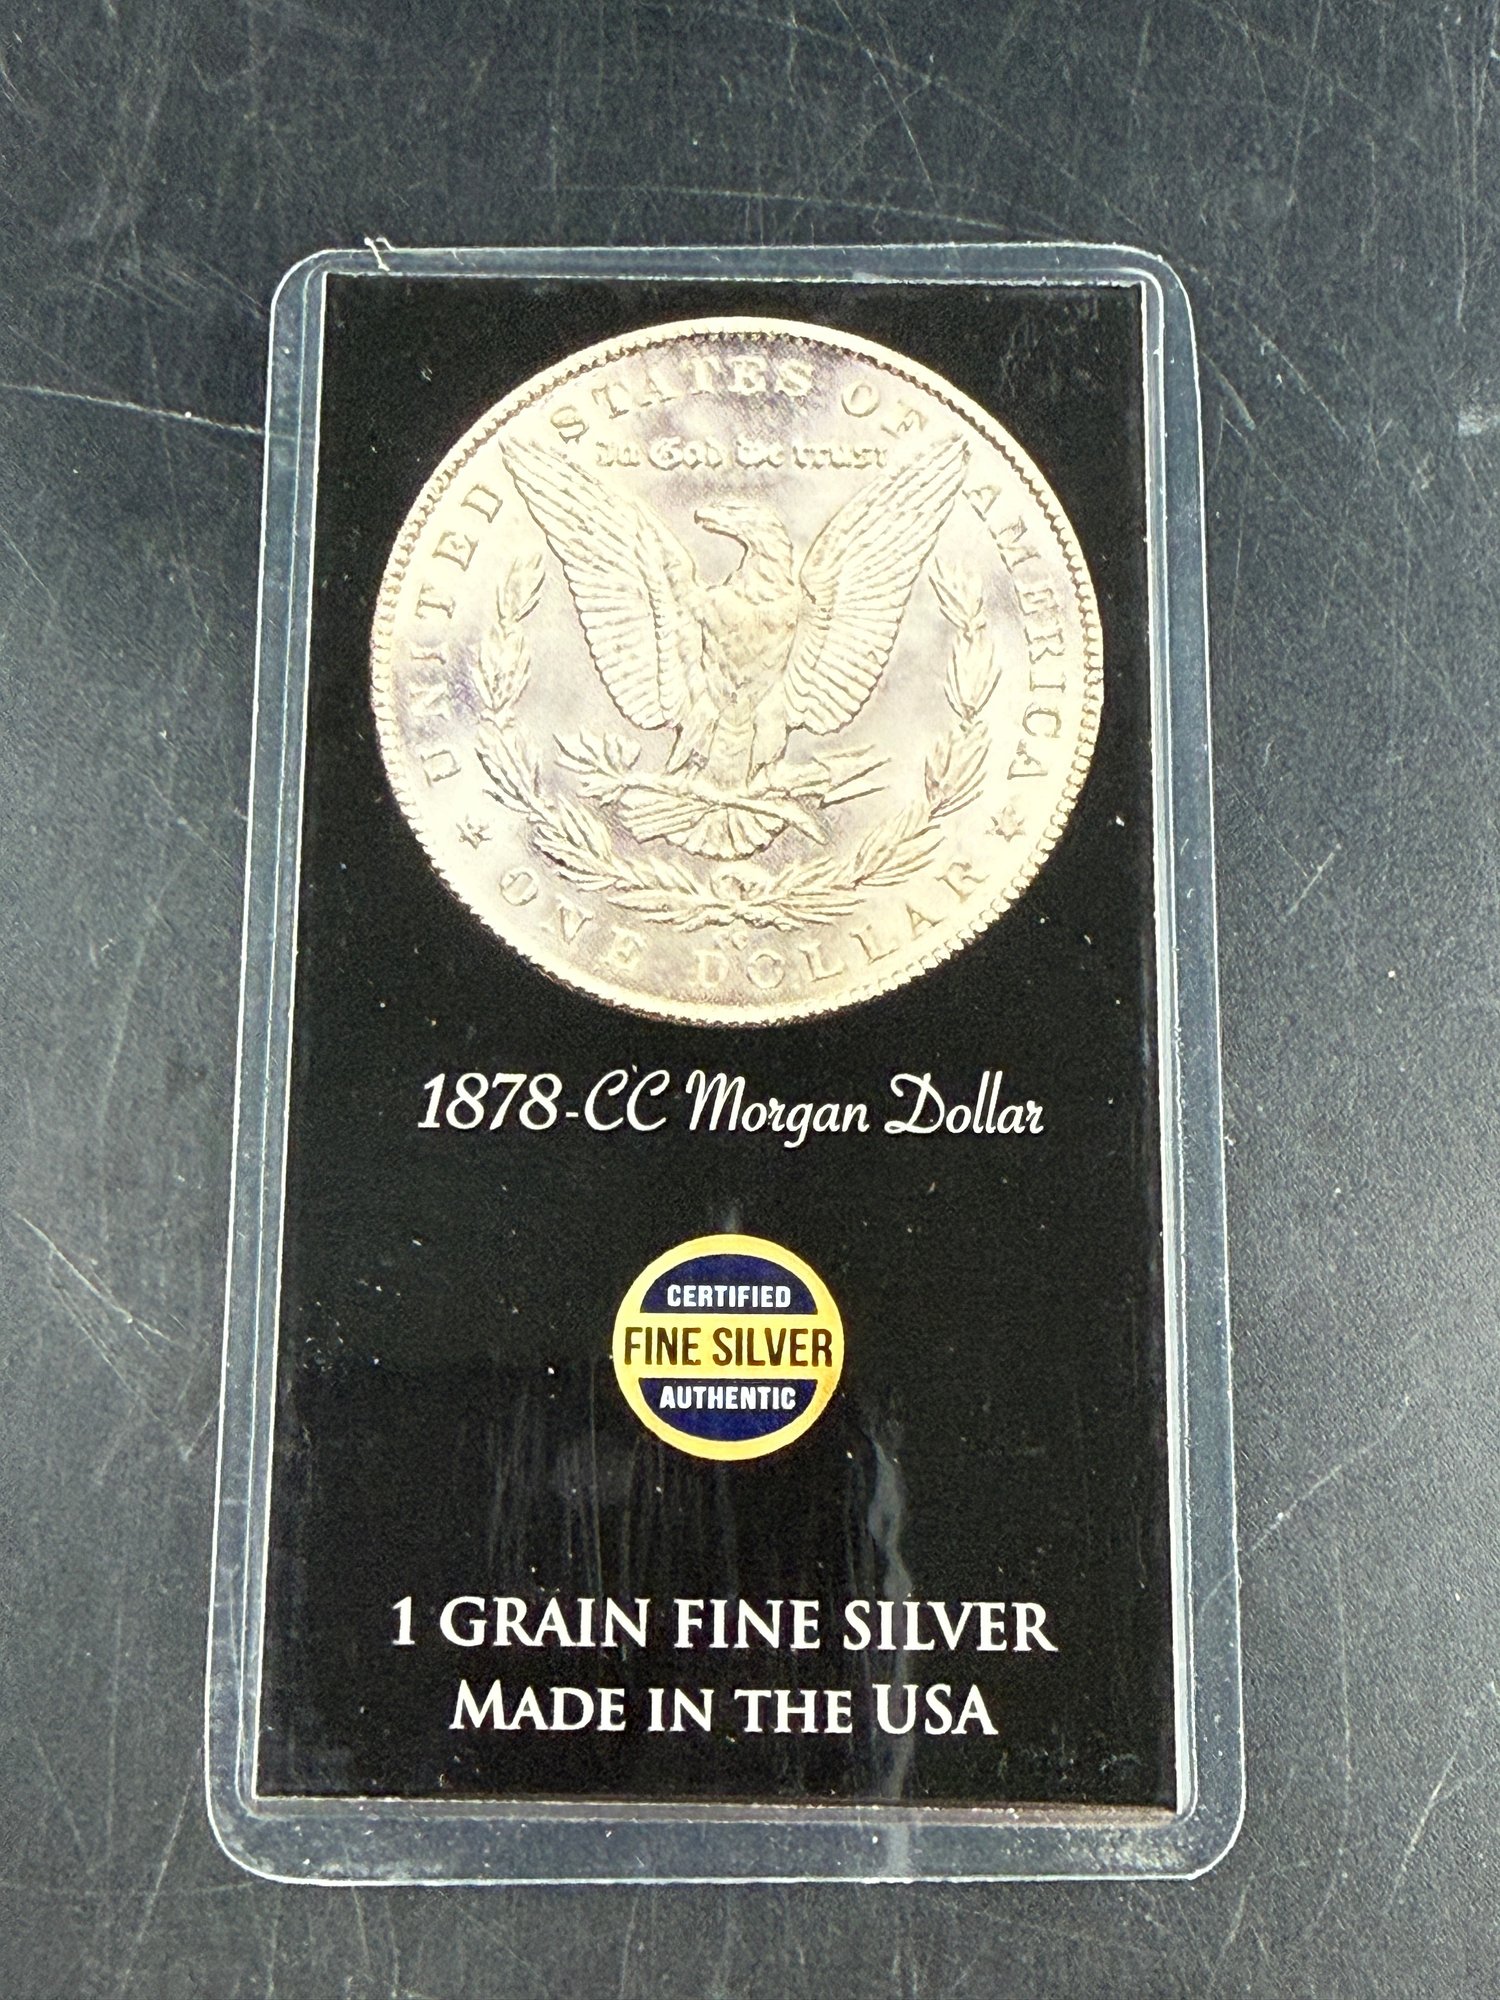 UNITED STATES OF AMERICA
In God we trust
ONE DOLLAR
CC
1878-CC Morgan Dollar
CERTIFIED
FINE SILVER
AUTHENTIC
1 GRAIN FINE SILVER
MADE IN THE USA